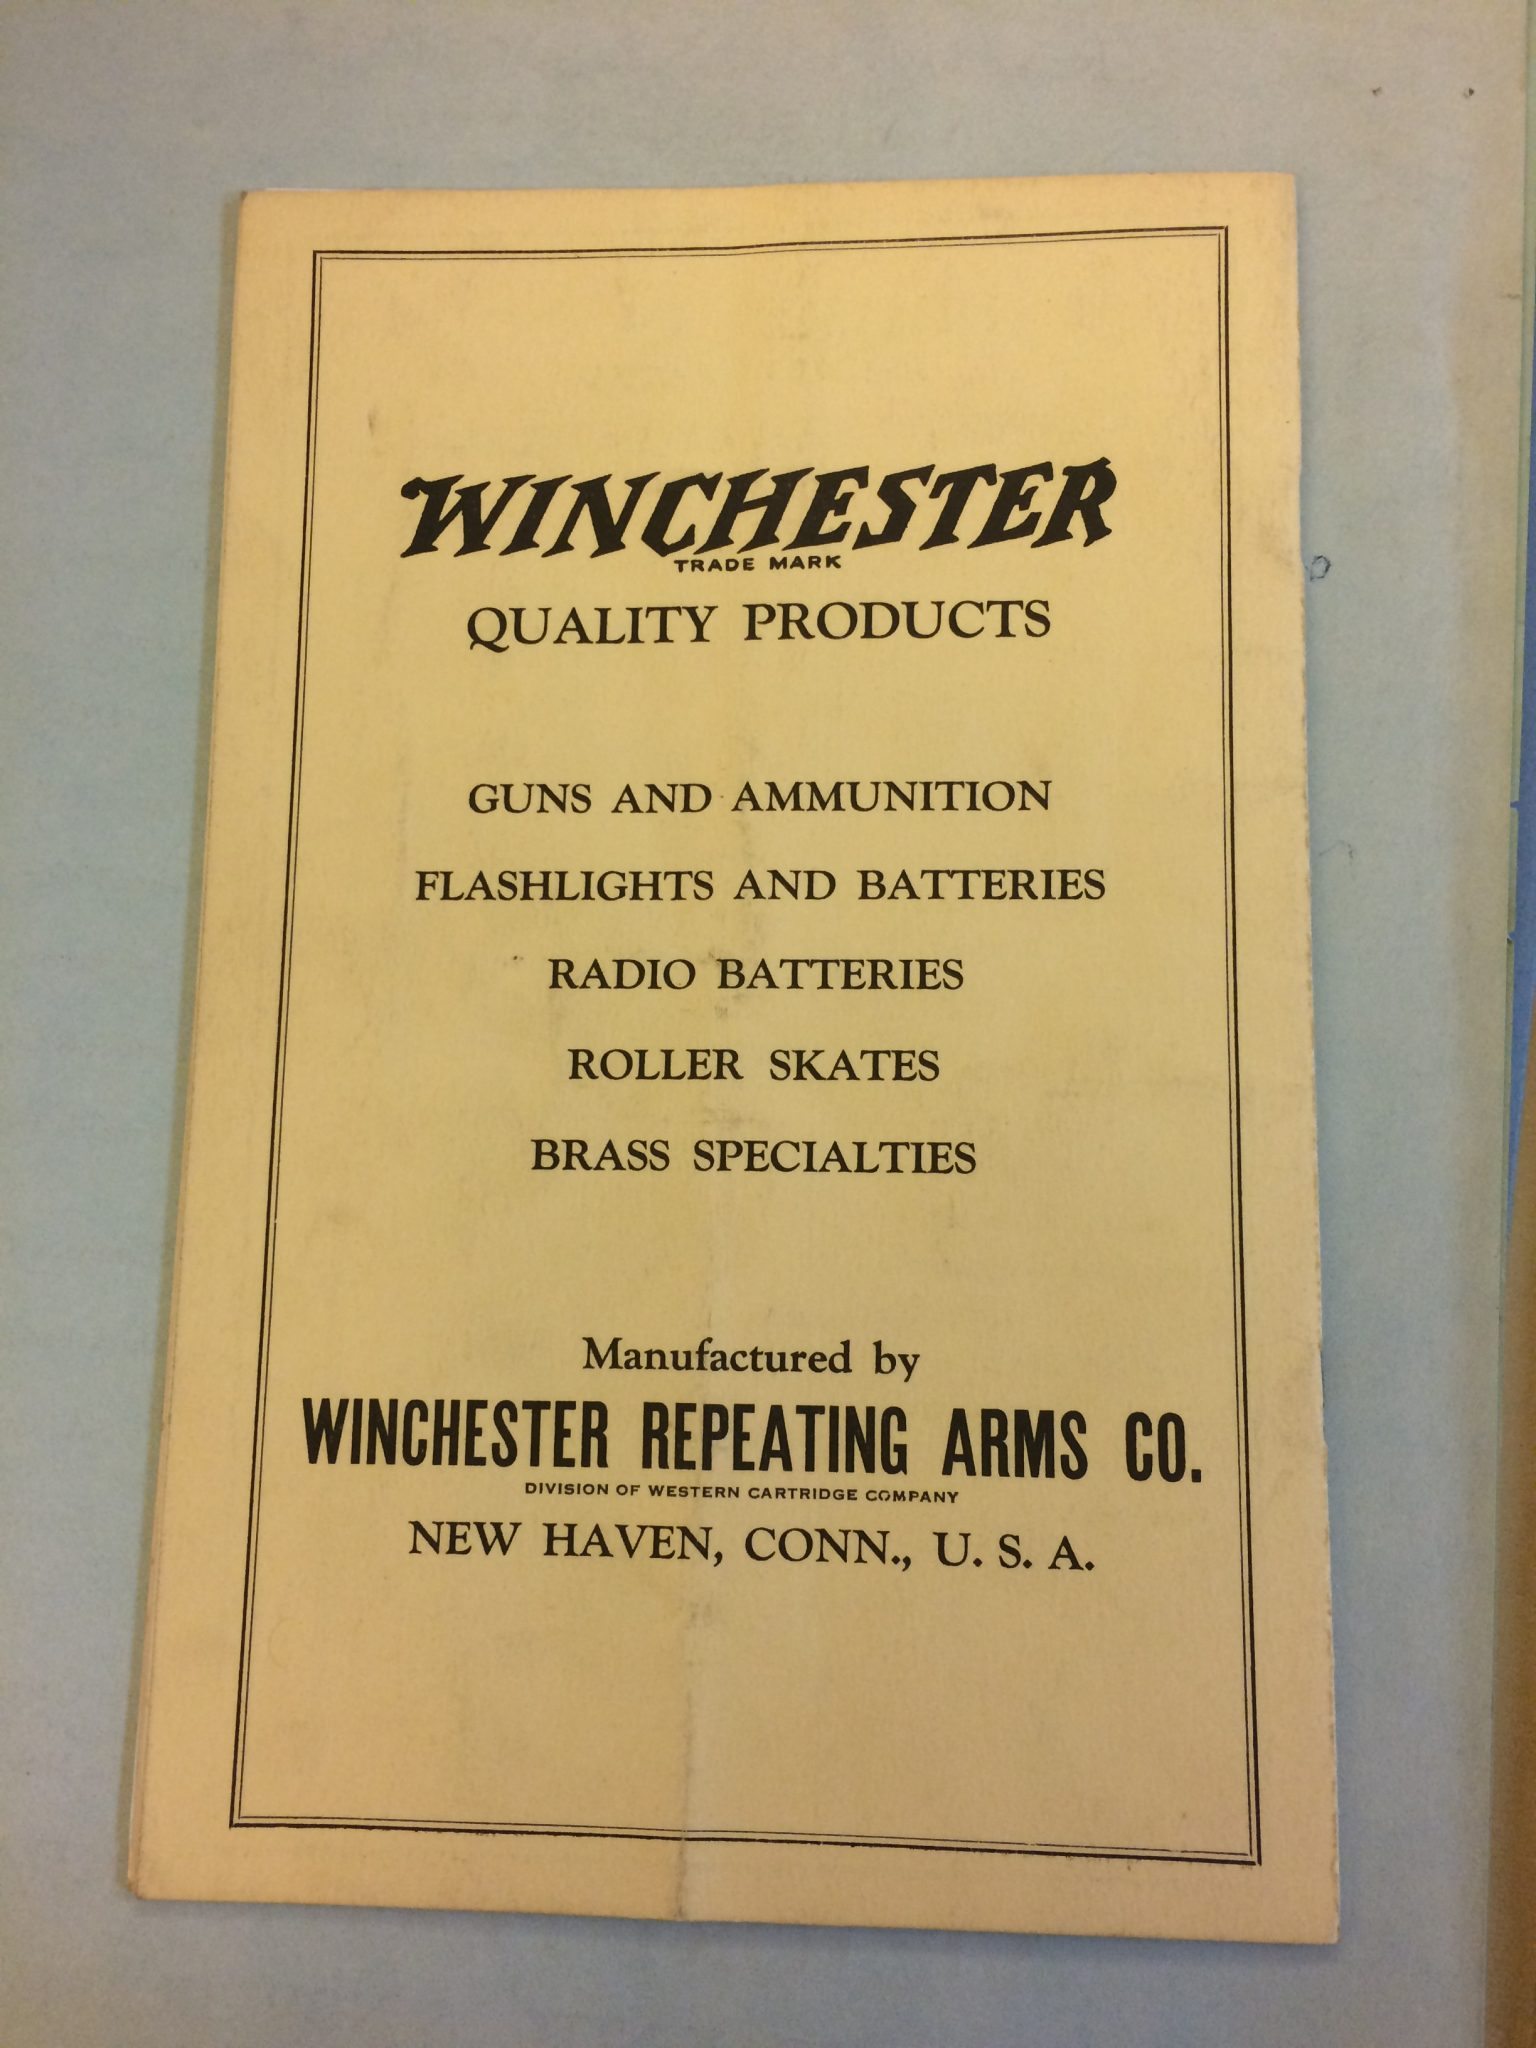 WINCHESTER
TRADE MARK
QUALITY PRODUCTS
GUNS AND AMMUNITION
FLASHLIGHTS AND BATTERIES
RADIO BATTERIES
ROLLER SKATES
BRASS SPECIALTIES
Manufactured by
WINCHESTER REPEATING ARMS CO.
DIVISION OF WESTERN CARTRIDGE COMPANY
NEW HAVEN, CONN., U. S. A.